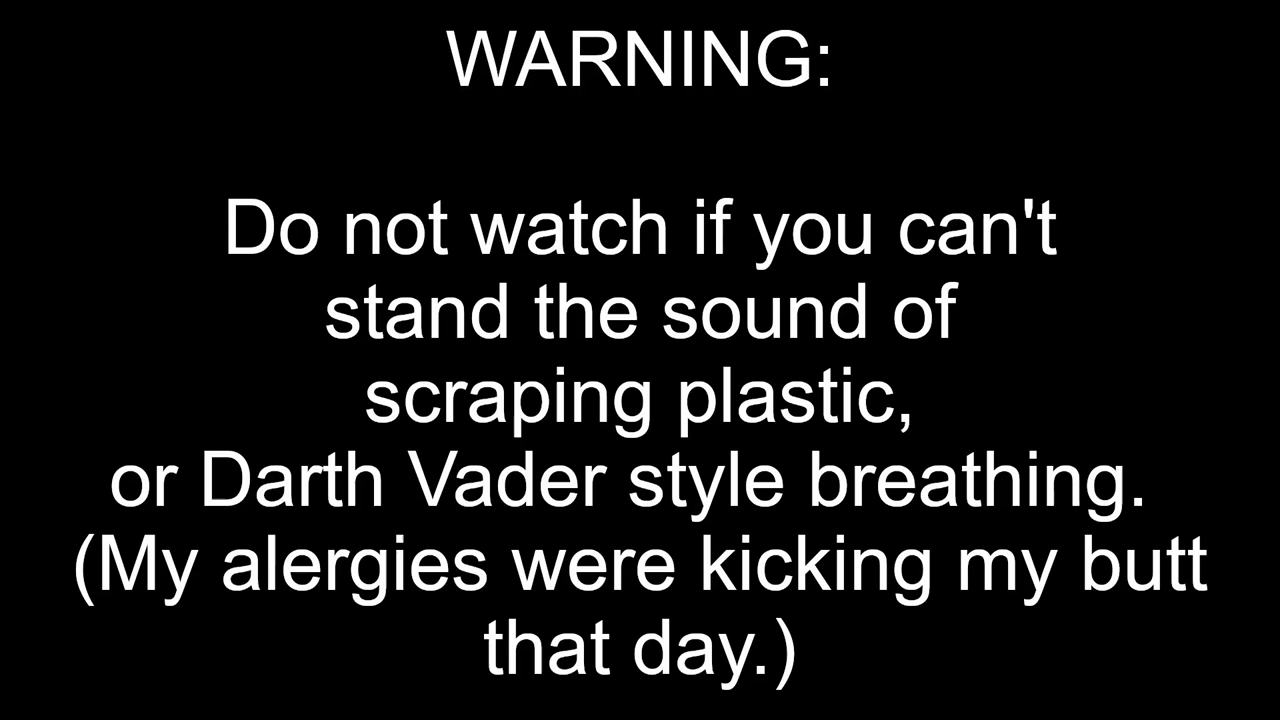 WARNING:
Do not watch if you can't
stand the sound of
scraping plastic,
or Darth Vader style breathing.
(My alergies were kicking my butt
that day.)